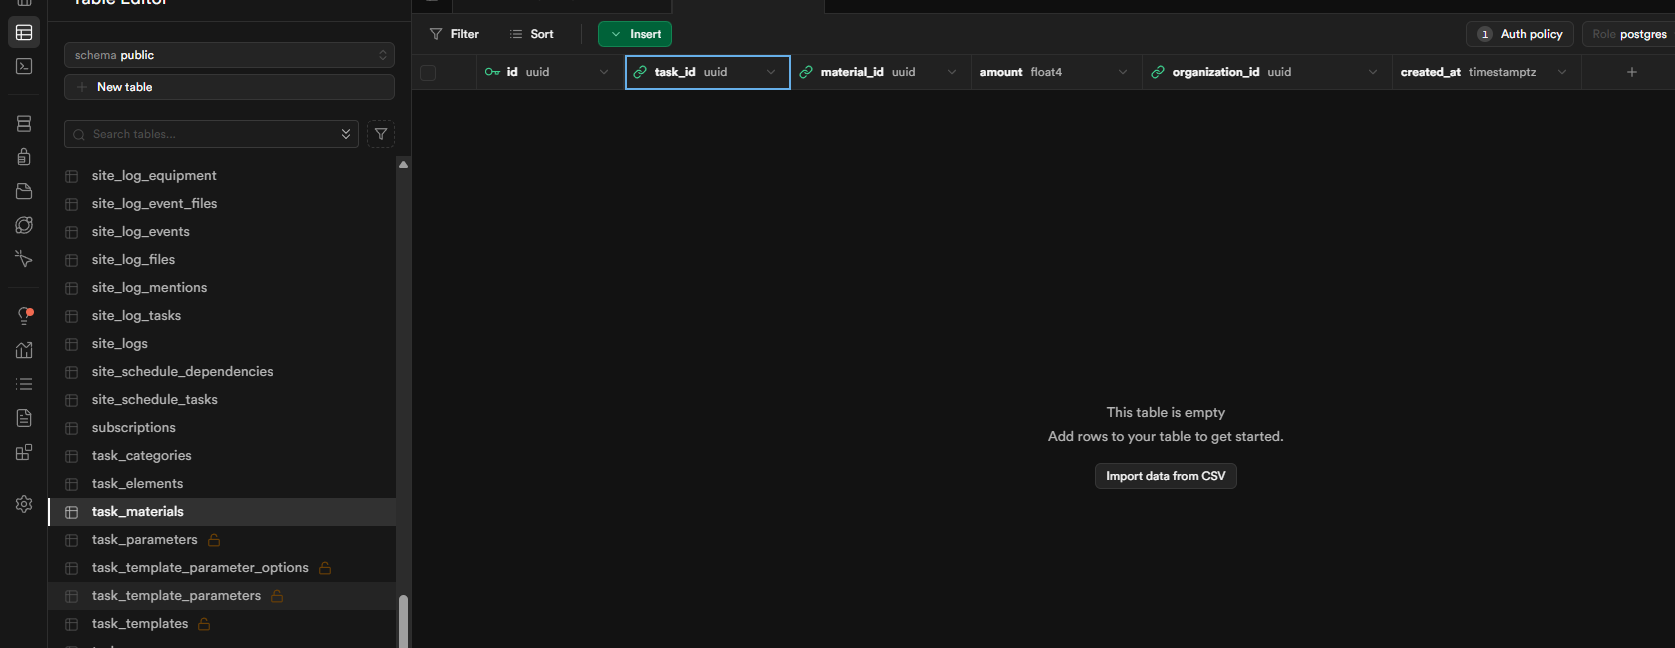 Table Editor
schema public
New table
Search tables...
site_log_equipment
site_log_event_files
site_log_events
site_log_files
site_log_mentions
site_log_tasks
site_logs
site_schedule_dependencies
site_schedule_tasks
subscriptions
task_categories
task_elements
task_materials
task_parameters
task_template_parameter_options
task_template_parameters
task_templates
Filter
Sort
Insert
1 Auth policy
Role postgres
id uuid
task_id uuid
material_id uuid
amount float4
organization_id uuid
created_at timestamptz
This table is empty
Add rows to your table to get started.
Import data from CSV